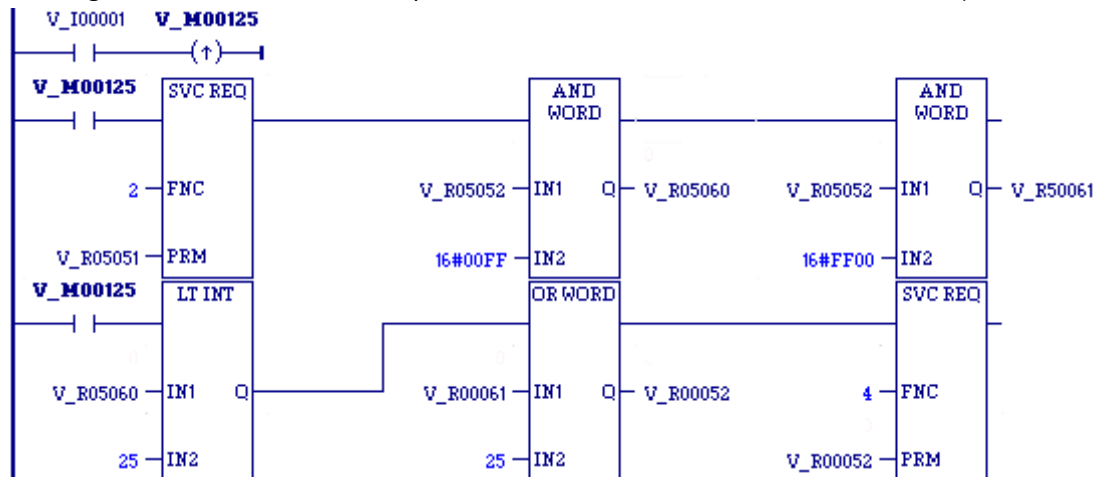 V_I00001 V_M00125
(↑)
V_M00125 SVC REQ AND WORD AND WORD
2 FNC V_R05052 IN1 Q V_R05060 V_R05052 IN1 Q V_R50061
V_R05051 PRM 16#00FF IN2 16#FF00 IN2
V_M00125 LT INT OR WORD SVC REQ
V_R05060 IN1 Q V_R00061 IN1 Q V_R00052 4 FNC
25 IN2 25 IN2 V_R00052 PRM